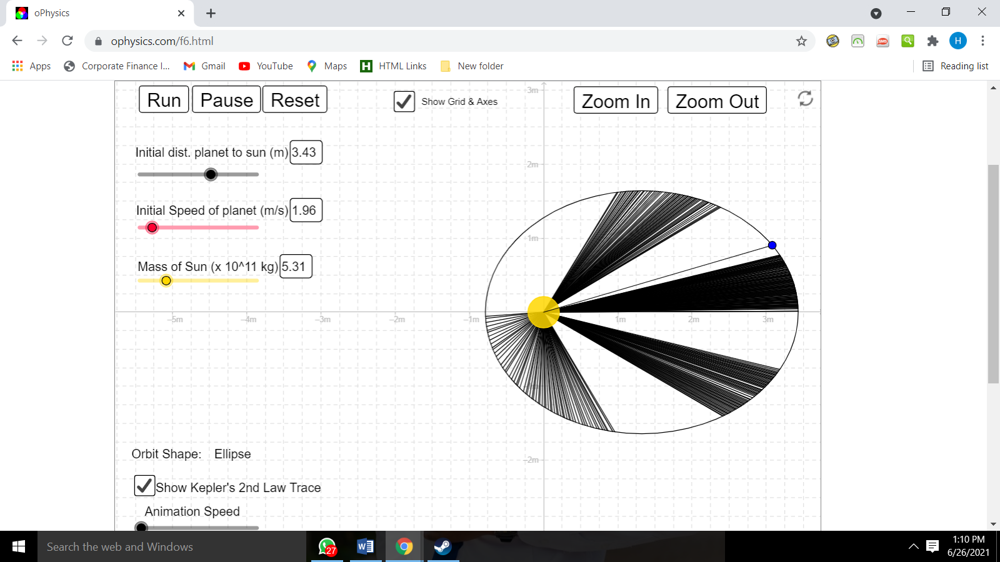 oPhysics
ophysics.com/f6.html
H
Apps
Corporate Finance I...
Gmail
YouTube
Maps
HTML Links
New folder
Reading list
Run
Pause
Reset
Show Grid & Axes
Zoom In
Zoom Out
3m
Initial dist. planet to sun (m) 3.43
2m
Initial Speed of planet (m/s) 1.96
1m
Mass of Sun (x 10^11 kg) 5.31
–5m
–4m
–3m
–2m
–1m
1m
2m
3m
–2m
Orbit Shape: Ellipse
Show Kepler's 2nd Law Trace
Animation Speed
Search the web and Windows
27
1:10 PM
6/26/2021